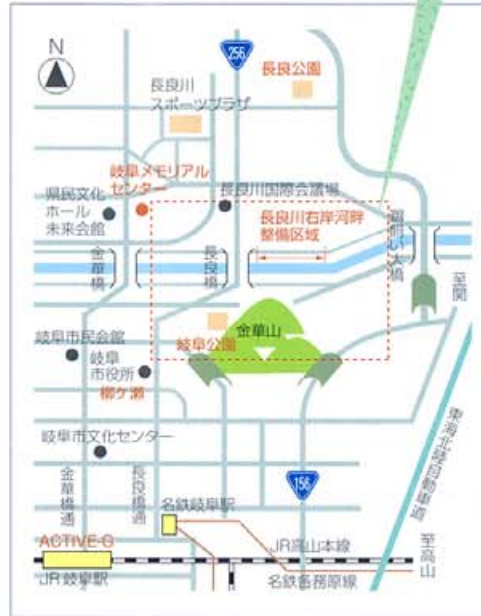 N
256
長良公園
長良川
スポーツプラザ
岐阜メモリアル
センター
県民文化
ホール
未来会館
長良川国際会議場
長良川右岸河畔
整備区域
金華橋
長良橋
鵜飼い大橋
至関
金華山
岐阜公園
岐阜市民会館
岐阜
市役所
柳ケ瀬
岐阜市文化センター
金華橋通
長良橋通
156
東海北陸自動車道
名鉄岐阜駅
ACTIVE-G
JR高山本線
至高山
JR岐阜駅
名鉄各務原線